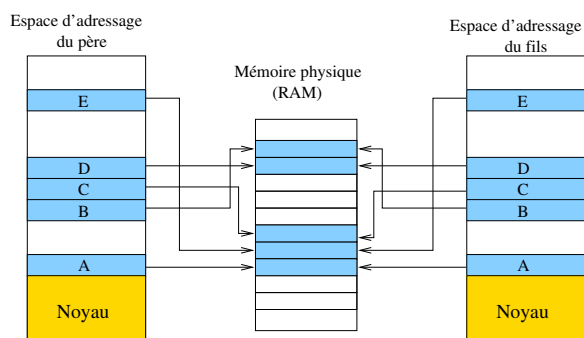 Espace d'adressage
du père
Espace d'adressage
du fils
Mémoire physique
(RAM)
E
E
D
D
C
C
B
B
A
A
Noyau
Noyau